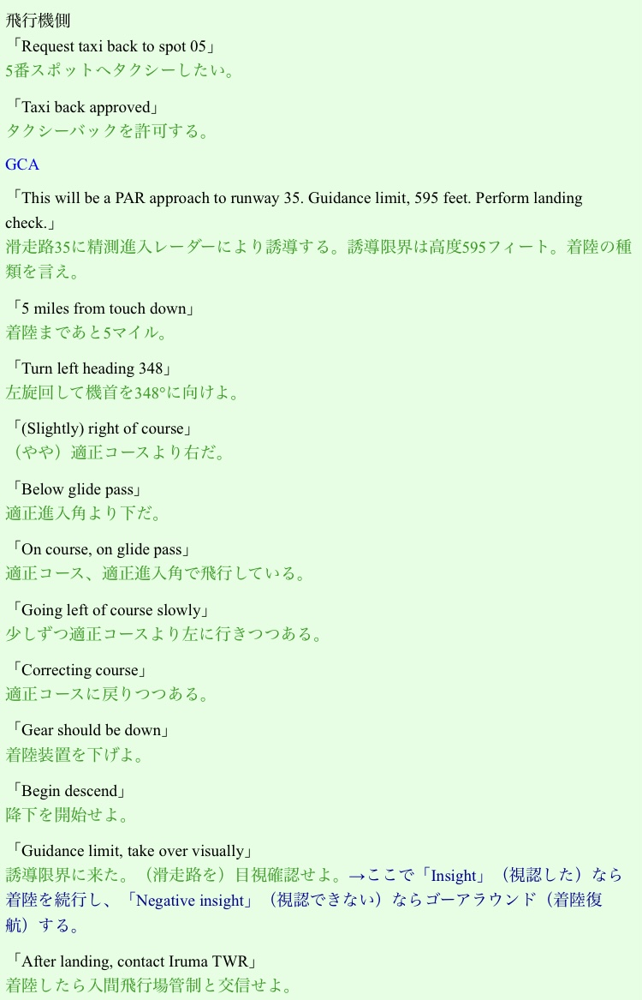 飛行機側
「Request taxi back to spot 05」
5番スポットへタクシーしたい。
「Taxi back approved」
タクシーバックを許可する。
GCA
「This will be a PAR approach to runway 35. Guidance limit, 595 feet. Perform landing
check.」
滑走路35に精測進入レーダーにより誘導する。誘導限界は高度595フィート。着陸の種
類を言え。
「5 miles from touch down」
着陸まであと5マイル。
「Turn left heading 348」
左旋回して機首を348°に向けよ。
「(Slightly) right of course」
（やや）適正コースより右だ。
「Below glide pass」
適正進入角より下だ。
「On course, on glide pass」
適正コース、適正進入角で飛行している。
「Going left of course slowly」
少しずつ適正コースより左に行きつつある。
「Correcting course」
適正コースに戻りつつある。
「Gear should be down」
着陸装置を下げよ。
「Begin descend」
降下を開始せよ。
「Guidance limit, take over visually」
誘導限界に来た。（滑走路を）目視確認せよ。→ここで「Insight」（視認した）なら
着陸を続行し、「Negative insight」（視認できない）ならゴーアラウンド（着陸復
航）する。
「After landing, contact Iruma TWR」
着陸したら入間飛行場管制と交信せよ。